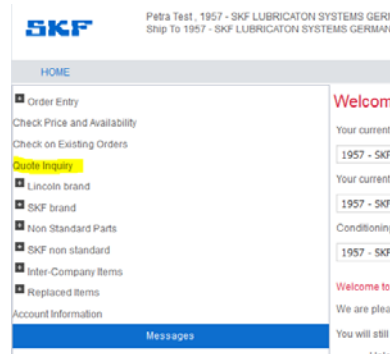 SKF
Petra Test , 1957 - SKF LUBRICATON SYSTEMS GER
Ship To 1957 - SKF LUBRICATON SYSTEMS GERMAN
HOME
Order Entry
Check Price and Availability
Check on Existing Orders
Quote Inquiry
Lincoln brand
SKF brand
Non Standard Parts
SKF non standard
Inter-Company Items
Replaced Items
Account Information
Messages
Welcom
Your current
1957 - SKF
Your current
1957 - SKF
Conditioning
1957 - SKF
Welcome to
We are plea
You will still